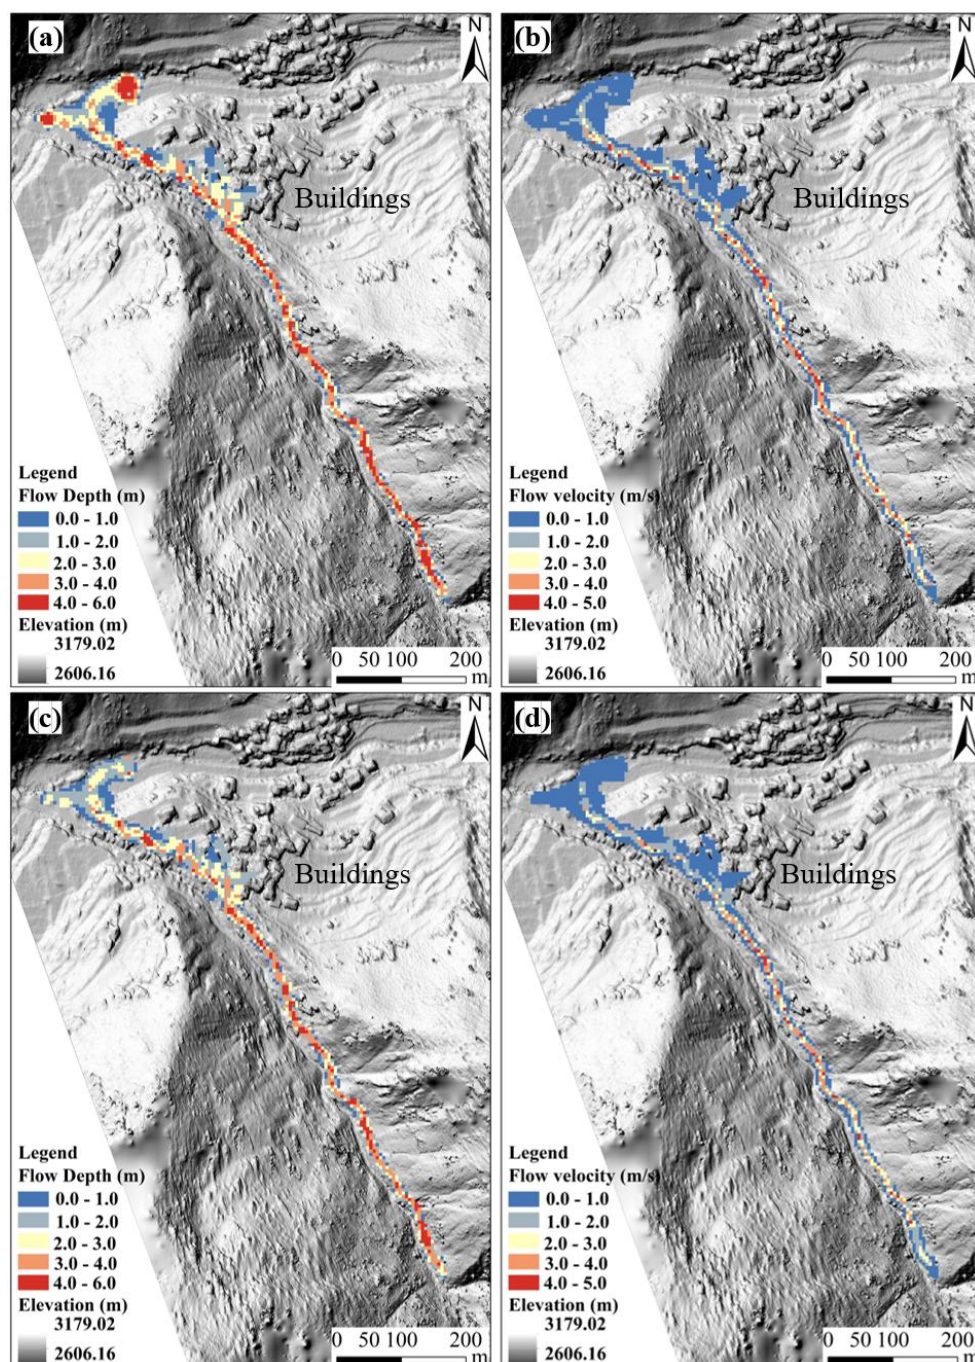 (a)
N
Buildings
Legend
Flow Depth (m)
0.0 - 1.0
1.0 - 2.0
2.0 - 3.0
3.0 - 4.0
4.0 - 6.0
Elevation (m)
3179.02
2606.16
0 50 100 200
m
(b)
N
Buildings
Legend
Flow velocity (m/s)
0.0 - 1.0
1.0 - 2.0
2.0 - 3.0
3.0 - 4.0
4.0 - 5.0
Elevation (m)
3179.02
2606.16
0 50 100 200
m
(c)
N
Buildings
Legend
Flow Depth (m)
0.0 - 1.0
1.0 - 2.0
2.0 - 3.0
3.0 - 4.0
4.0 - 6.0
Elevation (m)
3179.02
2606.16
0 50 100 200
m
(d)
N
Buildings
Legend
Flow velocity (m/s)
0.0 - 1.0
1.0 - 2.0
2.0 - 3.0
3.0 - 4.0
4.0 - 5.0
Elevation (m)
3179.02
2606.16
0 50 100 200
m